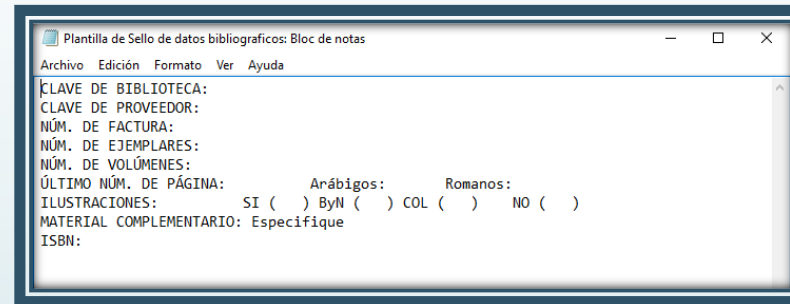 Plantilla de Sello de datos bibliograficos: Bloc de notas
Archivo Edición Formato Ver Ayuda
CLAVE DE BIBLIOTECA:
CLAVE DE PROVEEDOR:
NÚM. DE FACTURA:
NÚM. DE EJEMPLARES:
NÚM. DE VOLÚMENES:
ÚLTIMO NÚM. DE PÁGINA: Arábigos: Romanos:
ILUSTRACIONES: SI ( ) ByN ( ) COL ( ) NO ( )
MATERIAL COMPLEMENTARIO: Especifique
ISBN: